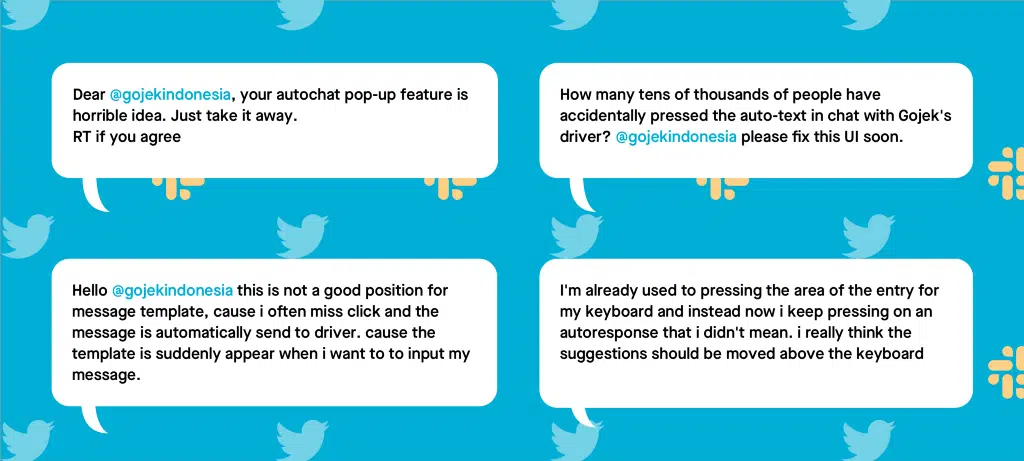 Dear @gojekindonesia, your autochat pop-up feature is
horrible idea. Just take it away.
RT if you agree
How many tens of thousands of people have
accidentally pressed the auto-text in chat with Gojek's
driver? @gojekindonesia please fix this UI soon.
Hello @gojekindonesia this is not a good position for
message template, cause i often miss click and the
message is automatically send to driver. cause the
template is suddenly appear when i want to to input my
message.
I'm already used to pressing the area of the entry for
my keyboard and instead now i keep pressing on an
autoresponse that i didn't mean. i really think the
suggestions should be moved above the keyboard